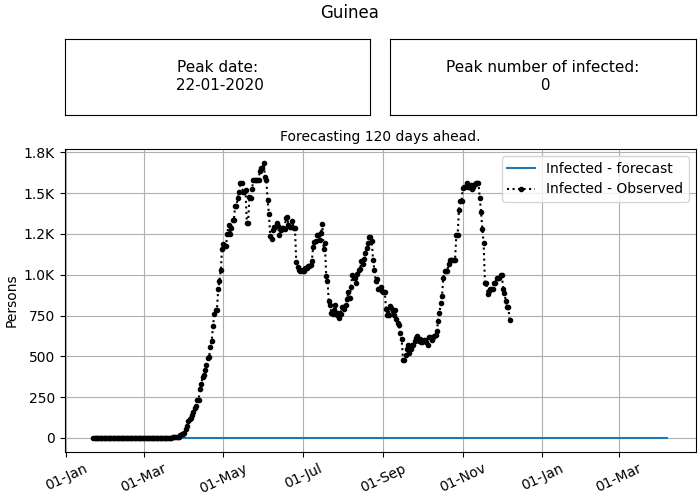 Guinea
Peak date:
22-01-2020
Peak number of infected:
0
Forecasting 120 days ahead.
1.8K
1.5K
1.2K
1.0K
750
500
250
0
Persons
Infected - forecast
Infected - Observed
01-Jan
01-Mar
01-May
01-Jul
01-Sep
01-Nov
01-Jan
01-Mar